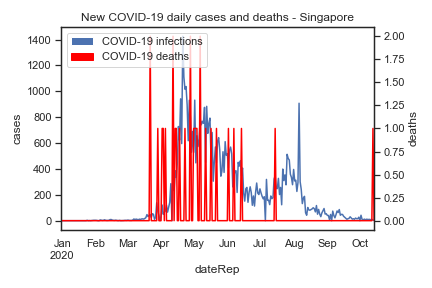 New COVID-19 daily cases and deaths - Singapore
COVID-19 infections
COVID-19 deaths
1400
1200
1000
800
600
400
200
0
cases
2.00
1.75
1.50
1.25
1.00
0.75
0.50
0.25
0.00
deaths
Jan Feb Mar Apr May Jun Jul Aug Sep Oct
2020
dateRep